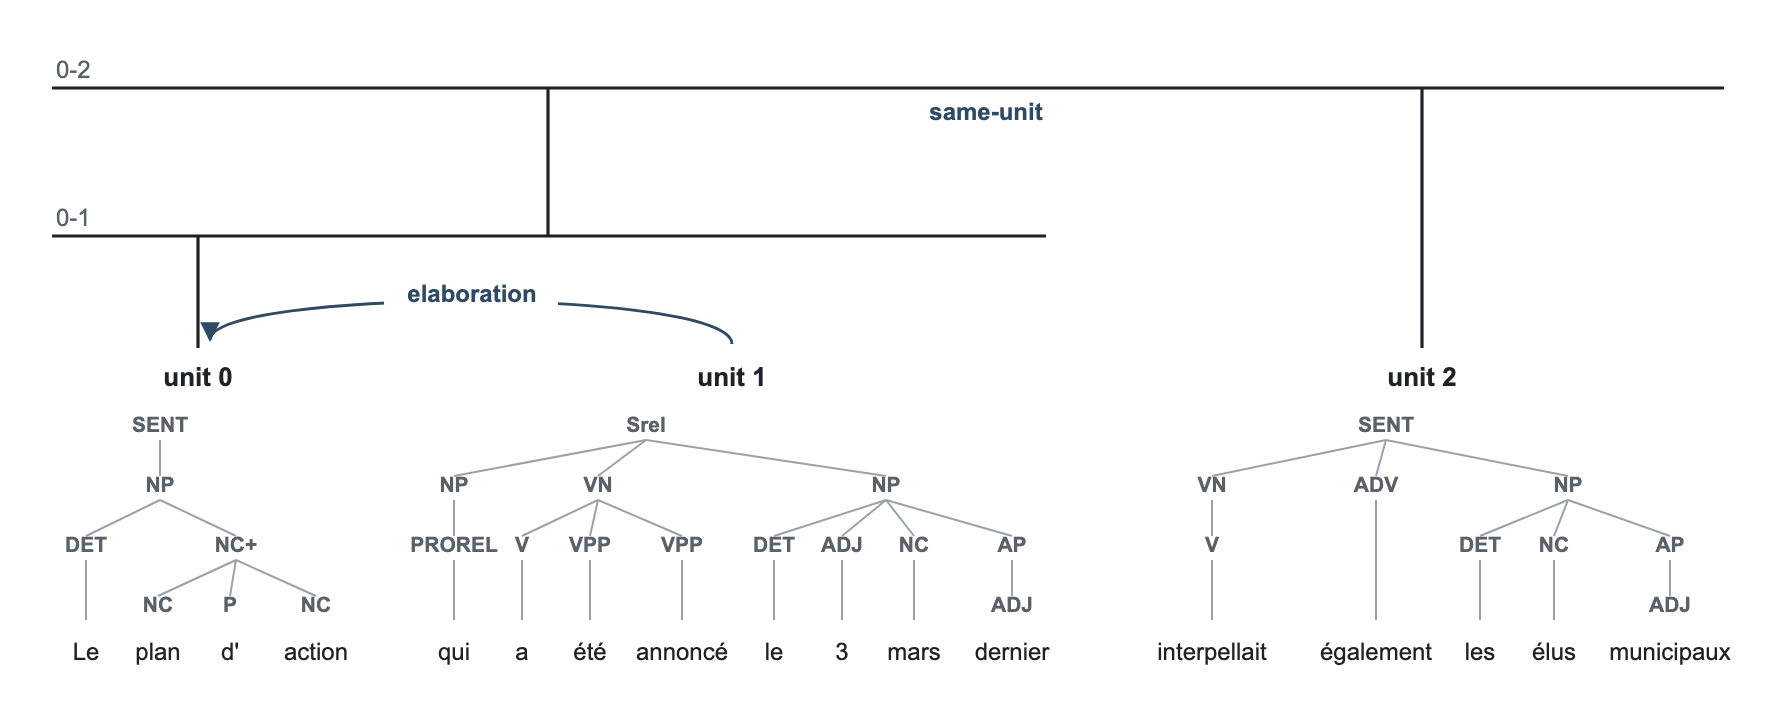 0-2
same-unit
0-1
elaboration
unit 0 unit 1 unit 2
SENT Srel SENT
NP NP VN NP VN ADV NP
DET NC+ PROREL V VPP VPP DET ADJ NC AP V DET NC AP
NC P NC ADJ ADJ
Le plan d' action qui a été annoncé le 3 mars dernier interpellait également les élus municipaux